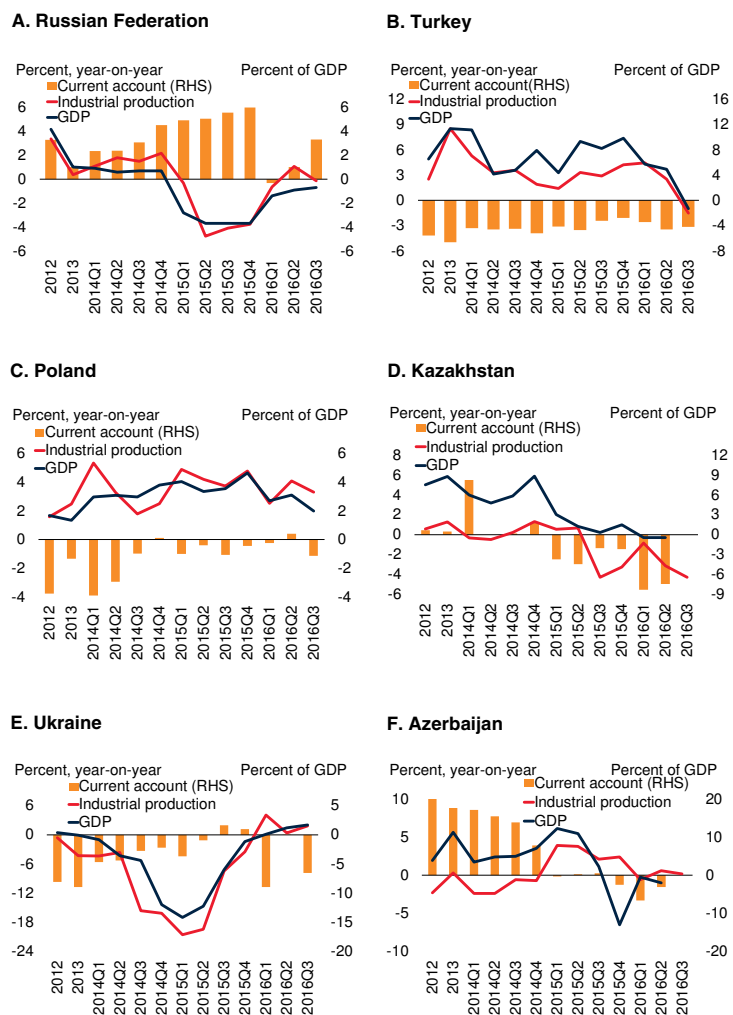 A. Russian Federation
Percent, year-on-year
Percent of GDP
Current account (RHS)
Industrial production
GDP
6
4
2
0
-2
-4
-6
6
4
2
0
-2
-4
-6
2012
2013
2014Q1
2014Q2
2014Q3
2014Q4
2015Q1
2015Q2
2015Q3
2015Q4
2016Q1
2016Q2
2016Q3
B. Turkey
Percent, year-on-year
Percent of GDP
Current account(RHS)
Industrial production
GDP
12
9
6
3
0
-3
-6
16
12
8
4
0
-4
-8
2012
2013
2014Q1
2014Q2
2014Q3
2014Q4
2015Q1
2015Q2
2015Q3
2015Q4
2016Q1
2016Q2
2016Q3
C. Poland
Percent, year-on-year
Percent of GDP
Current account (RHS)
Industrial production
GDP
6
4
2
0
-2
-4
6
4
2
0
-2
-4
2012
2013
2014Q1
2014Q2
2014Q3
2014Q4
2015Q1
2015Q2
2015Q3
2015Q4
2016Q1
2016Q2
2016Q3
D. Kazakhstan
Percent, year-on-year
Percent of GDP
Current account (RHS)
Industrial production
GDP
8
6
4
2
0
-2
-4
-6
12
9
6
3
0
-3
-6
-9
2012
2013
2014Q1
2014Q2
2014Q3
2014Q4
2015Q1
2015Q2
2015Q3
2015Q4
2016Q1
2016Q2
2016Q3
E. Ukraine
Percent, year-on-year
Percent of GDP
Current account (RHS)
Industrial production
GDP
6
0
-6
-12
-18
-24
5
0
-5
-10
-15
-20
2012
2013
2014Q1
2014Q2
2014Q3
2014Q4
2015Q1
2015Q2
2015Q3
2015Q4
2016Q1
2016Q2
2016Q3
F. Azerbaijan
Percent, year-on-year
Percent of GDP
Current account (RHS)
Industrial production
GDP
10
5
0
-5
-10
20
10
0
-10
-20
2012
2013
2014Q1
2014Q2
2014Q3
2014Q4
2015Q1
2015Q2
2015Q3
2015Q4
2016Q1
2016Q2
2016Q3